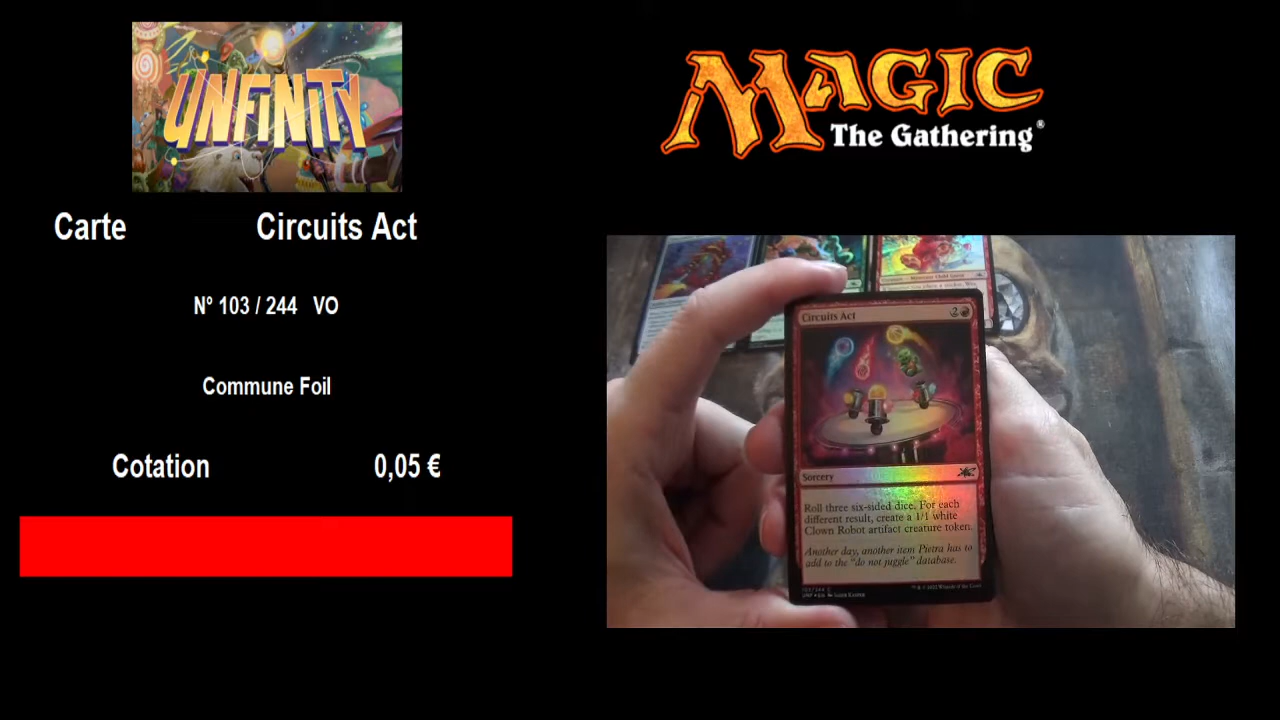 UNFINITY
Carte Circuits Act
N° 103 / 244 VO
Commune Foil
Cotation 0,05 €
MAGIC
The Gathering®
Circuits Act 2
Sorcery
Roll three six-sided dice. For each
different result, create a 1/1 white
Clown Robot artifact creature token.
Another day, another item Pietra has to
add to the "do not juggle" database.